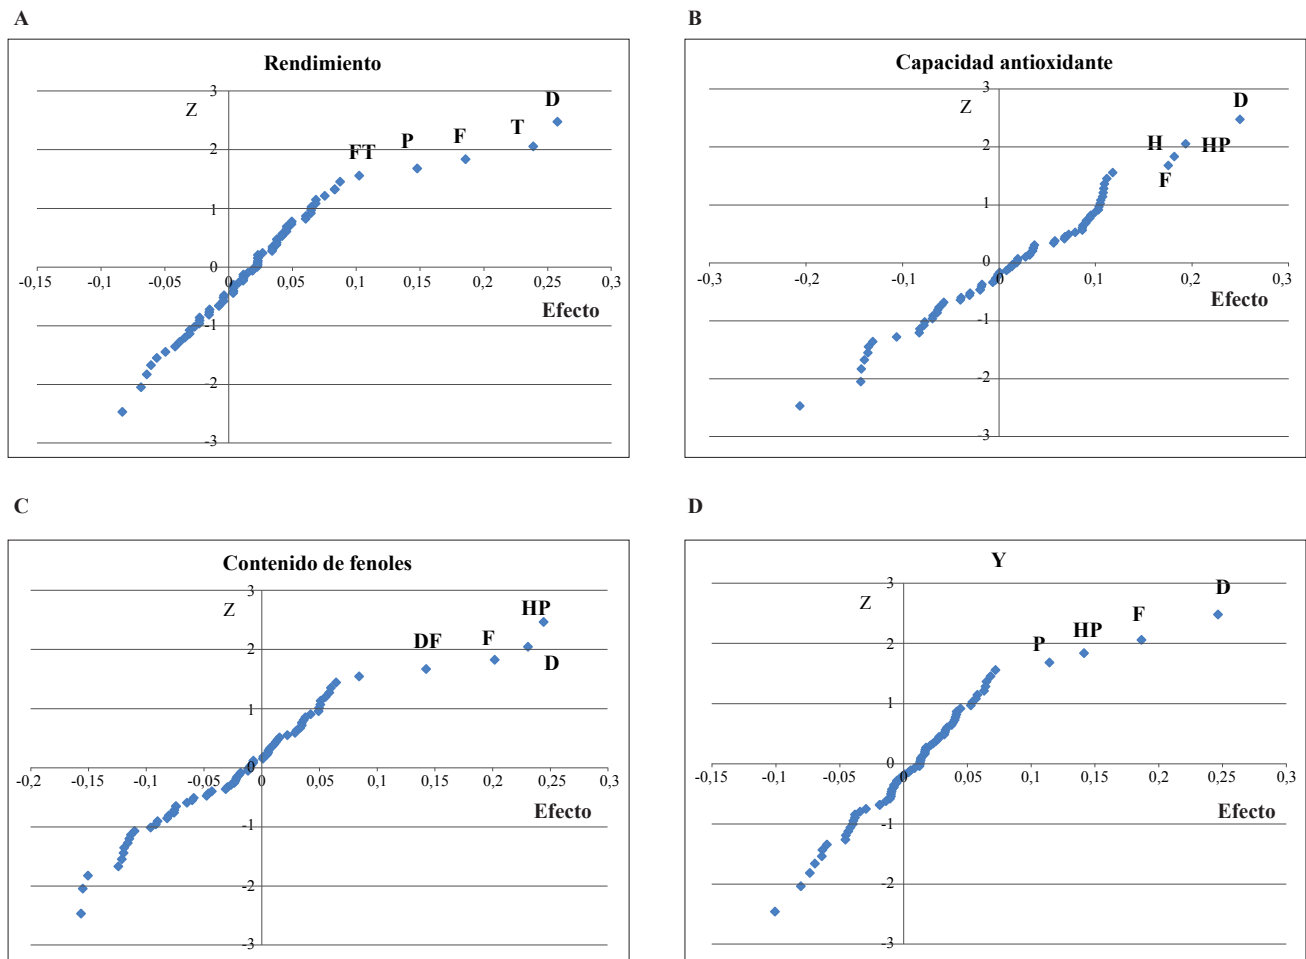 A
Rendimiento
Z
3
2
1
0
-1
-2
-3
-0,15 -0,1 -0,05 0 0,05 0,1 0,15 0,2 0,25 0,3
FT P F T D
Efecto
B
Capacidad antioxidante
Z
3
2
1
0
-1
-2
-3
-0,3 -0,2 -0,1 0 0,1 0,2 0,3
H F HP D
Efecto
C
Contenido de fenoles
Z
3
2
1
0
-1
-2
-3
-0,2 -0,15 -0,1 -0,05 0 0,05 0,1 0,15 0,2 0,25 0,3
DF F HP D
Efecto
D
Y
Z
3
2
1
0
-1
-2
-3
-0,15 -0,1 -0,05 0 0,05 0,1 0,15 0,2 0,25 0,3
P HP F D
Efecto